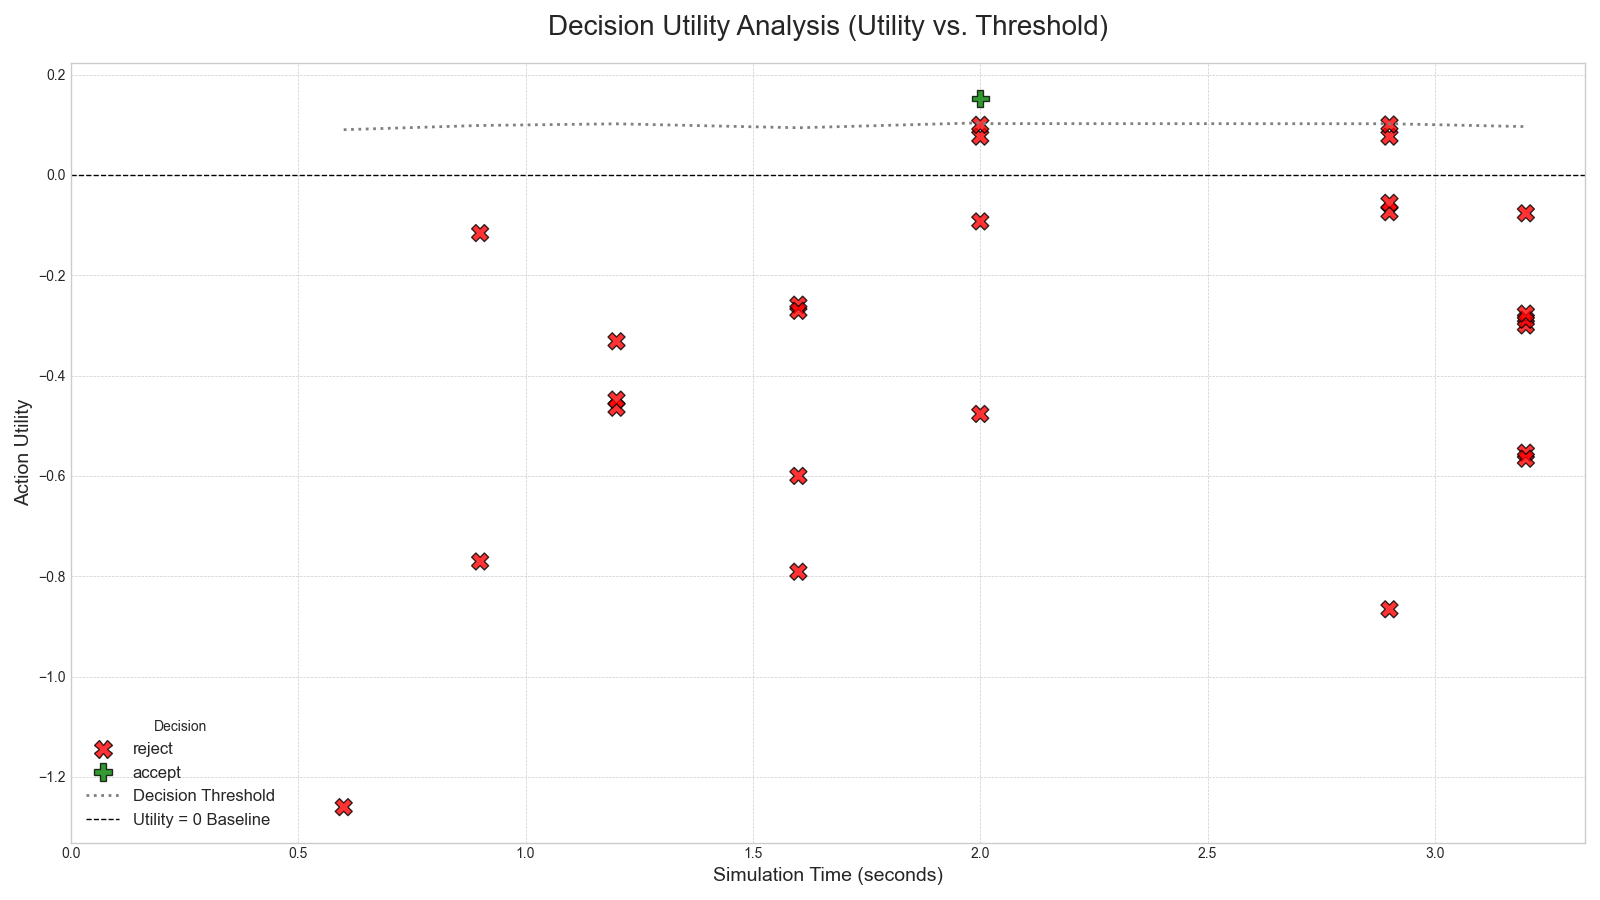 Decision Utility Analysis (Utility vs. Threshold)
0.2
0.0
−0.2
−0.4
−0.6
−0.8
−1.0
−1.2
Action Utility
Decision
reject
accept
Decision Threshold
Utility = 0 Baseline
0.0 0.5 1.0 1.5 2.0 2.5 3.0
Simulation Time (seconds)